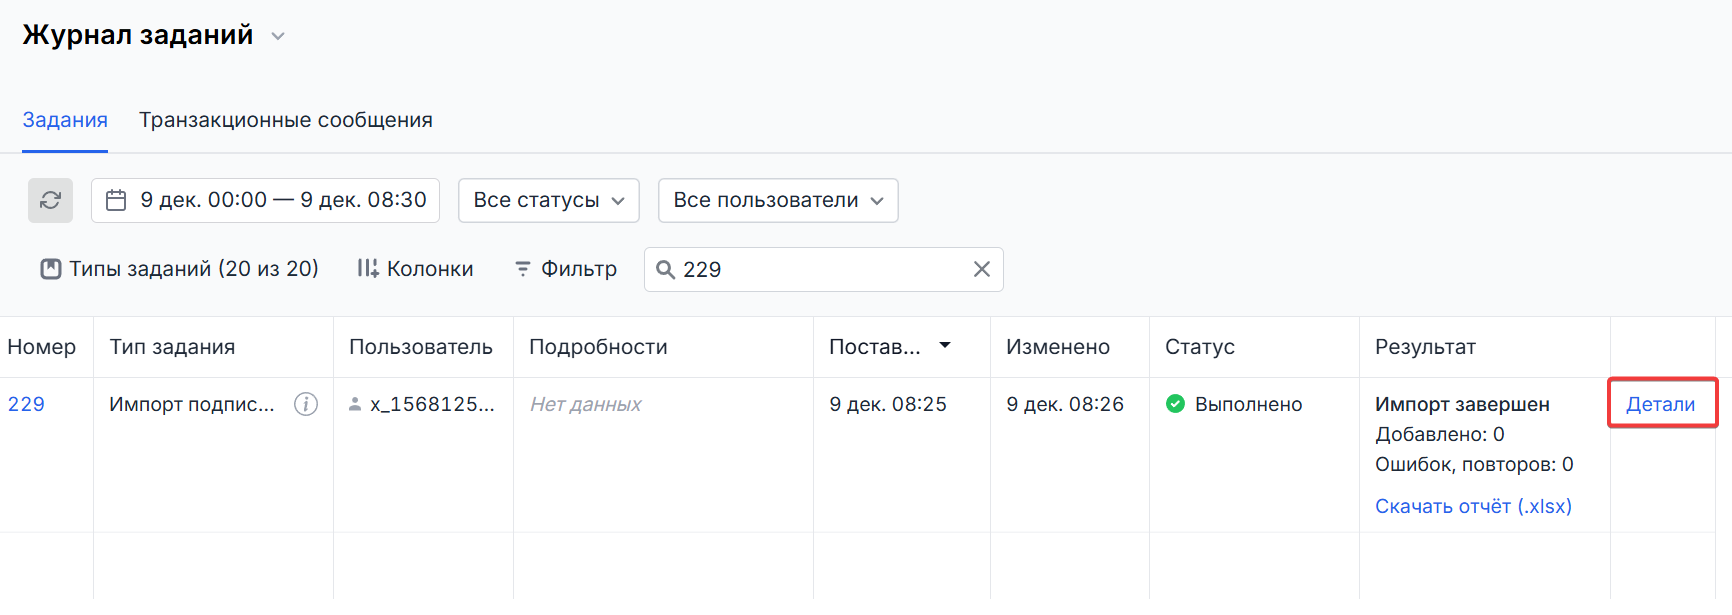 Журнал заданий
Задания Транзакционные сообщения
9 дек. 00:00 — 9 дек. 08:30 Все статусы Все пользователи
Типы заданий (20 из 20) Колонки Фильтр 229
Номер Тип задания Пользователь Подробности Постав... Изменено Статус Результат
229 Импорт подпис... i x_1568125... Нет данных 9 дек. 08:25 9 дек. 08:26 Выполнено Импорт завершен Детали
Добавлено: 0
Ошибок, повторов: 0
Скачать отчёт (.xlsx)